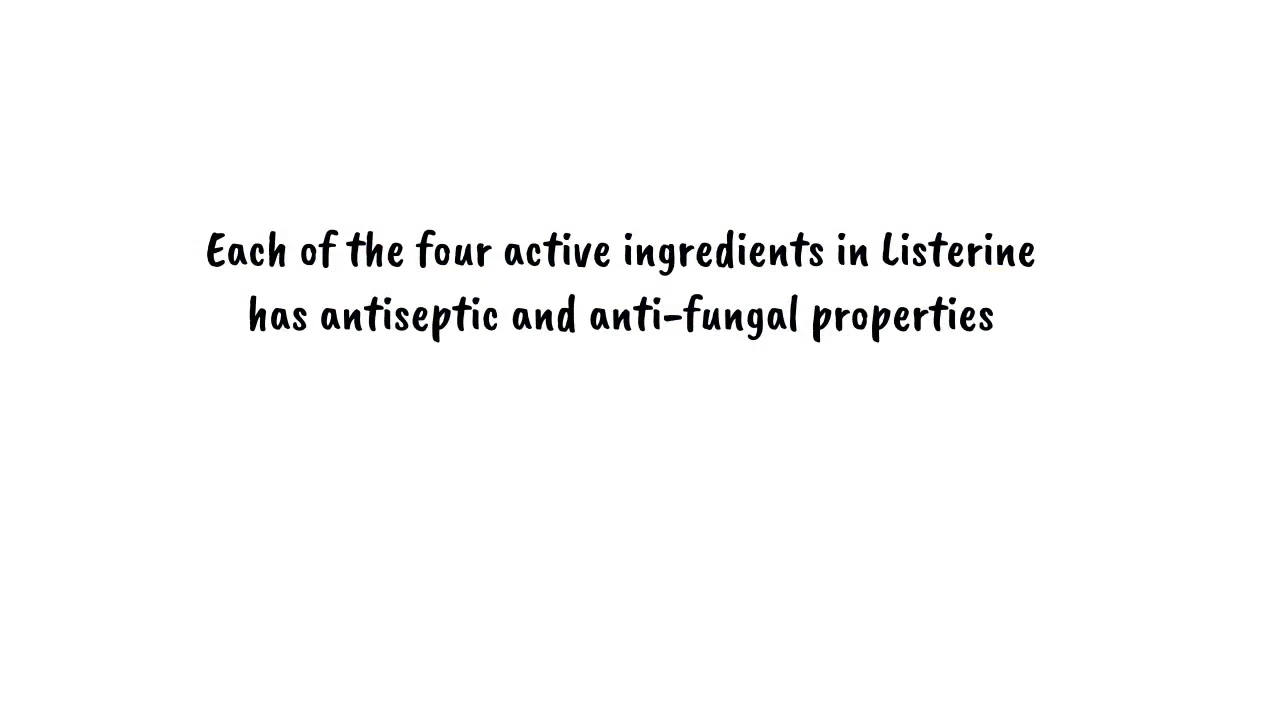 Each of the four active ingredients in Listerine
has antiseptic and anti-fungal properties